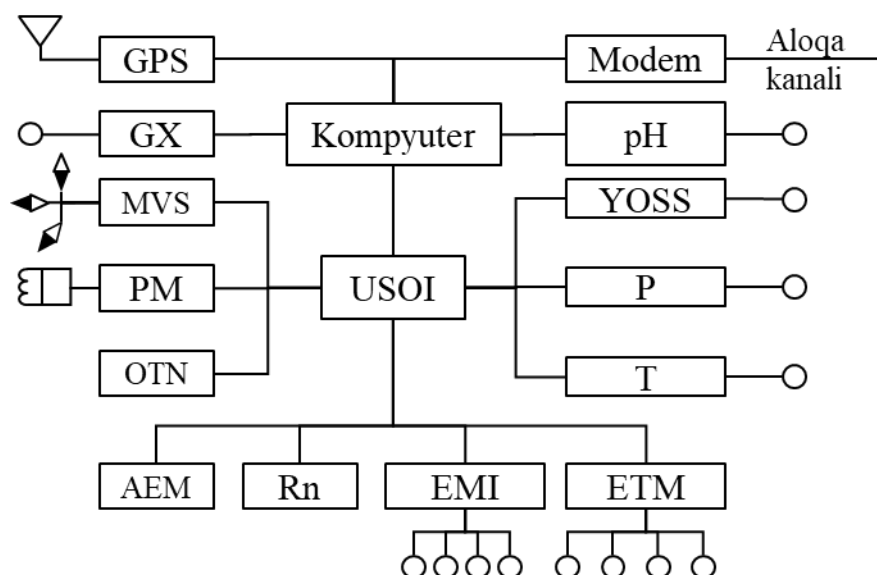 GPS
Modem
Aloqa
kanali
GX
Kompyuter
pH
MVS
YOSS
PM
USOI
P
OTN
T
AEM
Rn
EMI
ETM